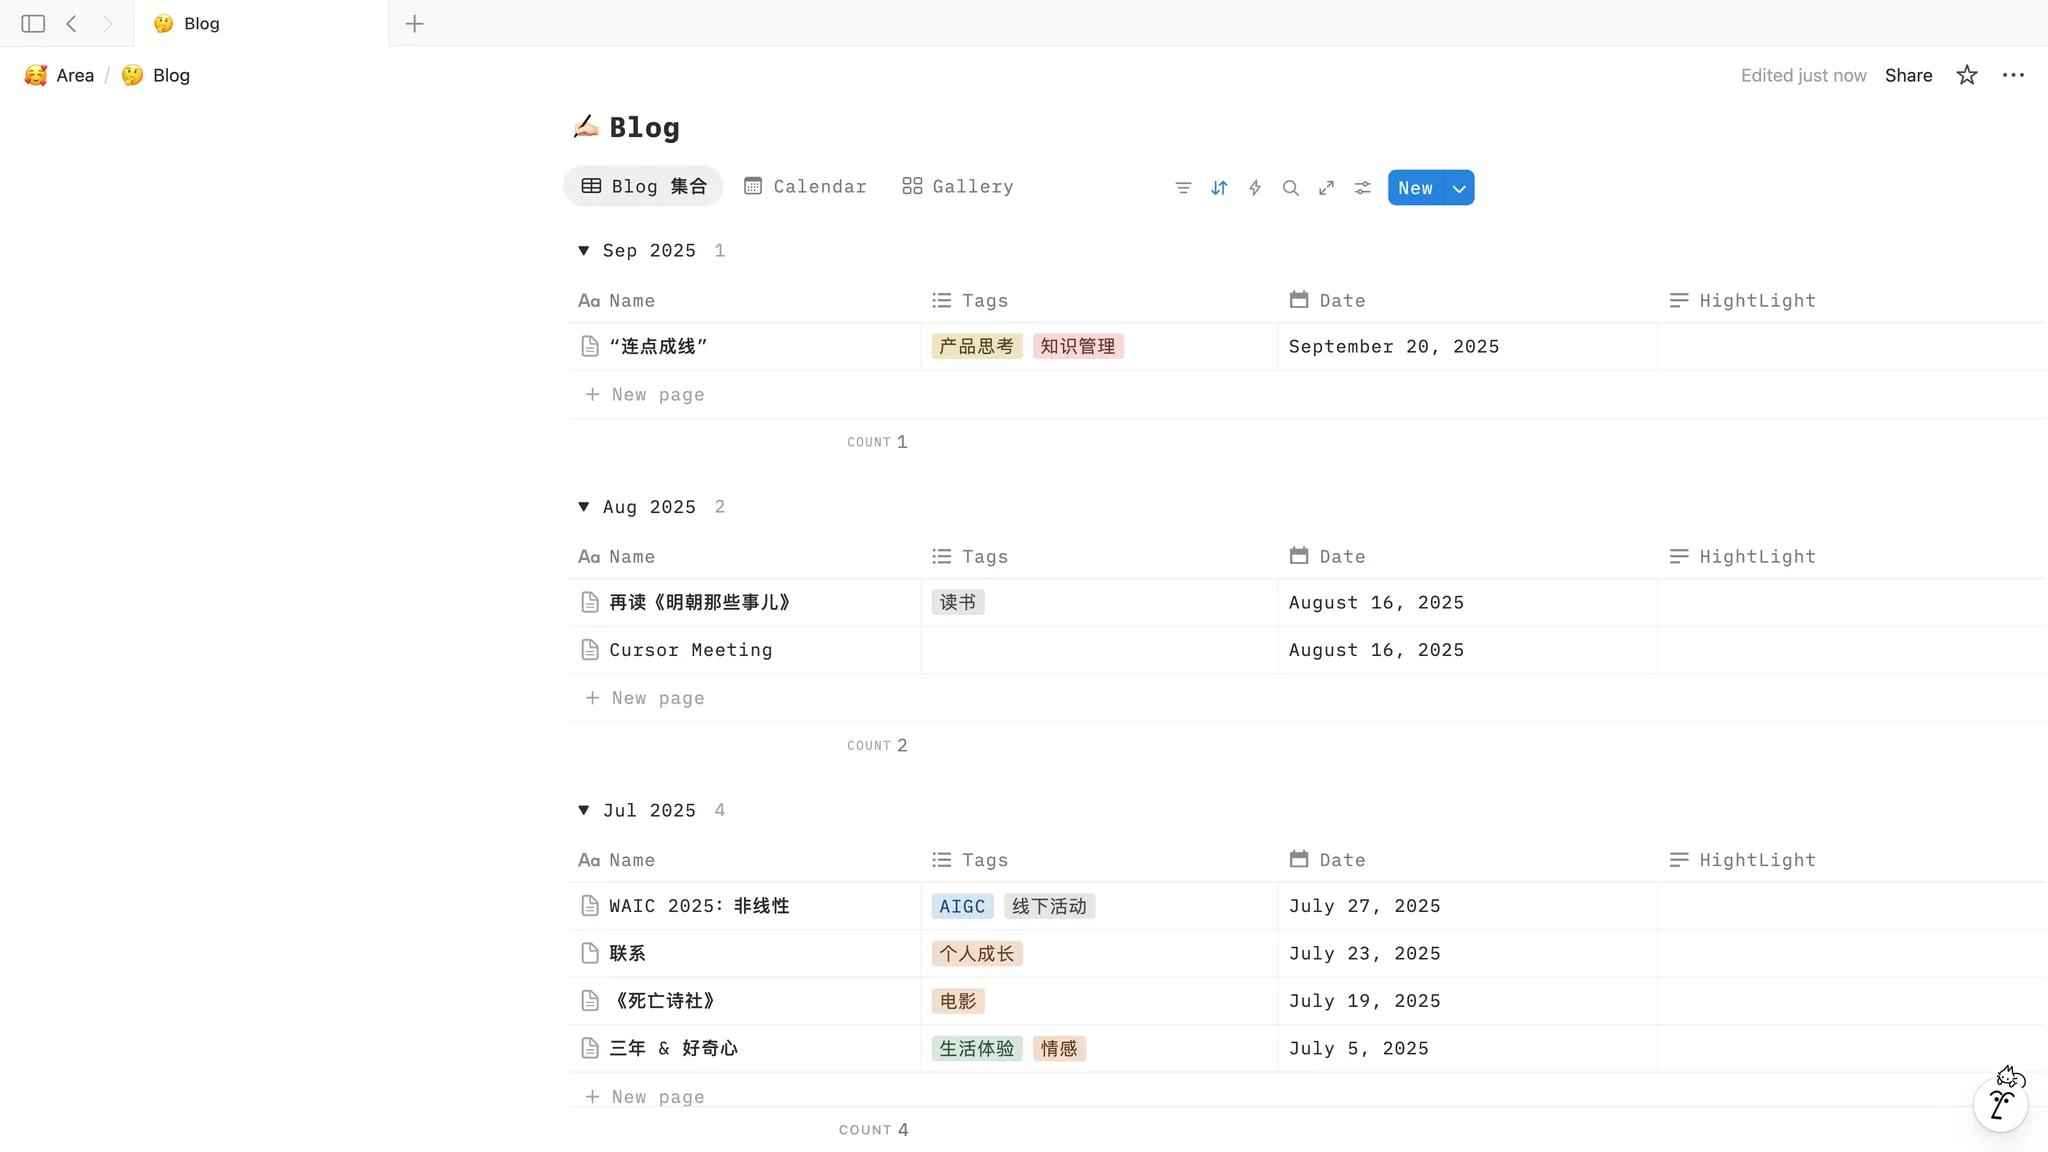 Blog
Area / Blog
Edited just now Share
Blog
Blog 集合 Calendar Gallery New
Sep 2025 1
Aa Name Tags Date HightLight
“连点成线” 产品思考 知识管理 September 20, 2025
+ New page
COUNT 1
Aug 2025 2
Aa Name Tags Date HightLight
再读《明朝那些事儿》 读书 August 16, 2025
Cursor Meeting August 16, 2025
+ New page
COUNT 2
Jul 2025 4
Aa Name Tags Date HightLight
WAIC 2025：非线性 AIGC 线下活动 July 27, 2025
联系 个人成长 July 23, 2025
《死亡诗社》 电影 July 19, 2025
三年 & 好奇心 生活体验 情感 July 5, 2025
+ New page
COUNT 4